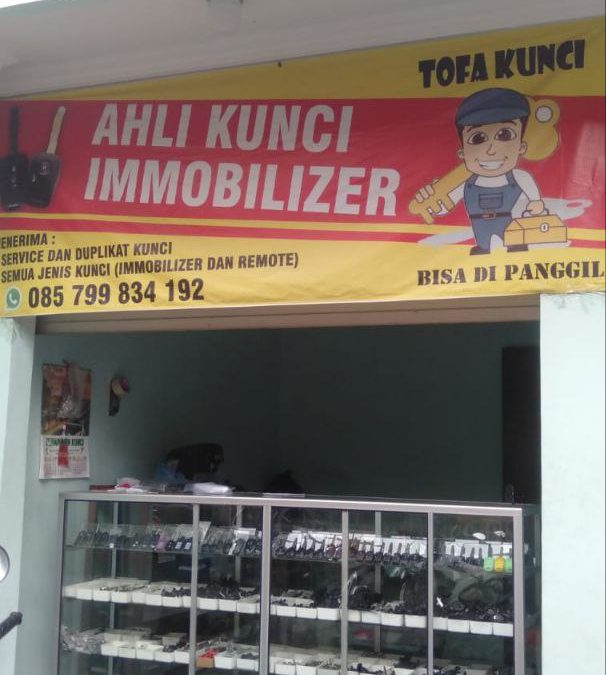 TOFA KUNCI
AHLI KUNCI
IMMOBILIZER
ENERIMA :
SERVICE DAN DUPLIKAT KUNCI
SEMUA JENIS KUNCI (IMMOBILIZER DAN REMOTE)
085 799 834 192
BISA DI PANGGIL